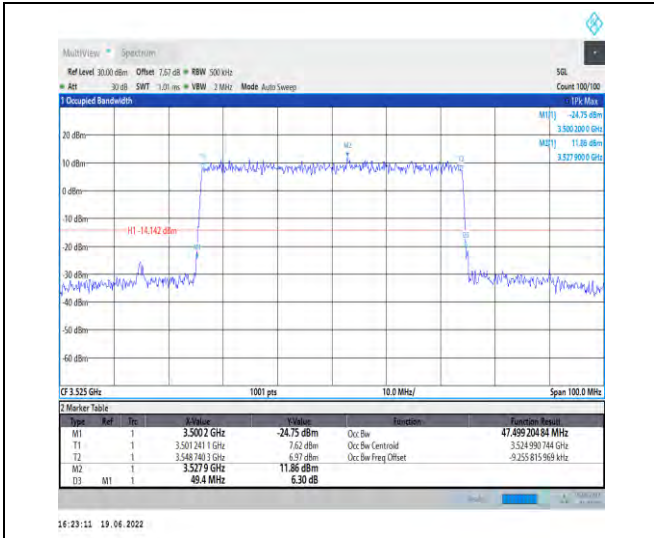 MultiView Spectrum
Ref Level 30.00 dBm Offset 7.67 dB RBW 500 kHz SGL
Att 30 dB SWT 1.01 ms VBW 2 MHz Mode Auto Sweep Count 100/100
1 Occupied Bandwidth 1Pk Max
M1[1] -24.75 dBm
3.500 200 0 GHz
M2[1] 11.86 dBm
3.527 900 0 GHz
20 dBm
M2
10 dBm
0 dBm
-10 dBm
H1 -14.142 dBm
-20 dBm
-30 dBm
-40 dBm
-50 dBm
-60 dBm
CF 3.525 GHz 1001 pts 10.0 MHz/ Span 100.0 MHz
2 Marker Table
Type Ref Trc X-Value Y-Value Function Function Result
M1 1 3.500 2 GHz -24.75 dBm Occ Bw 47.499 204 84 MHz
T1 1 3.501 241 1 GHz 7.62 dBm Occ Bw Centroid 3.524 990 744 GHz
T2 1 3.548 740 3 GHz 6.97 dBm Occ Bw Freq Offset -9.255 815 969 kHz
M2 1 3.527 9 GHz 11.86 dBm
D3 M1 1 49.4 MHz 6.30 dB
16:23:11 19.06.2022